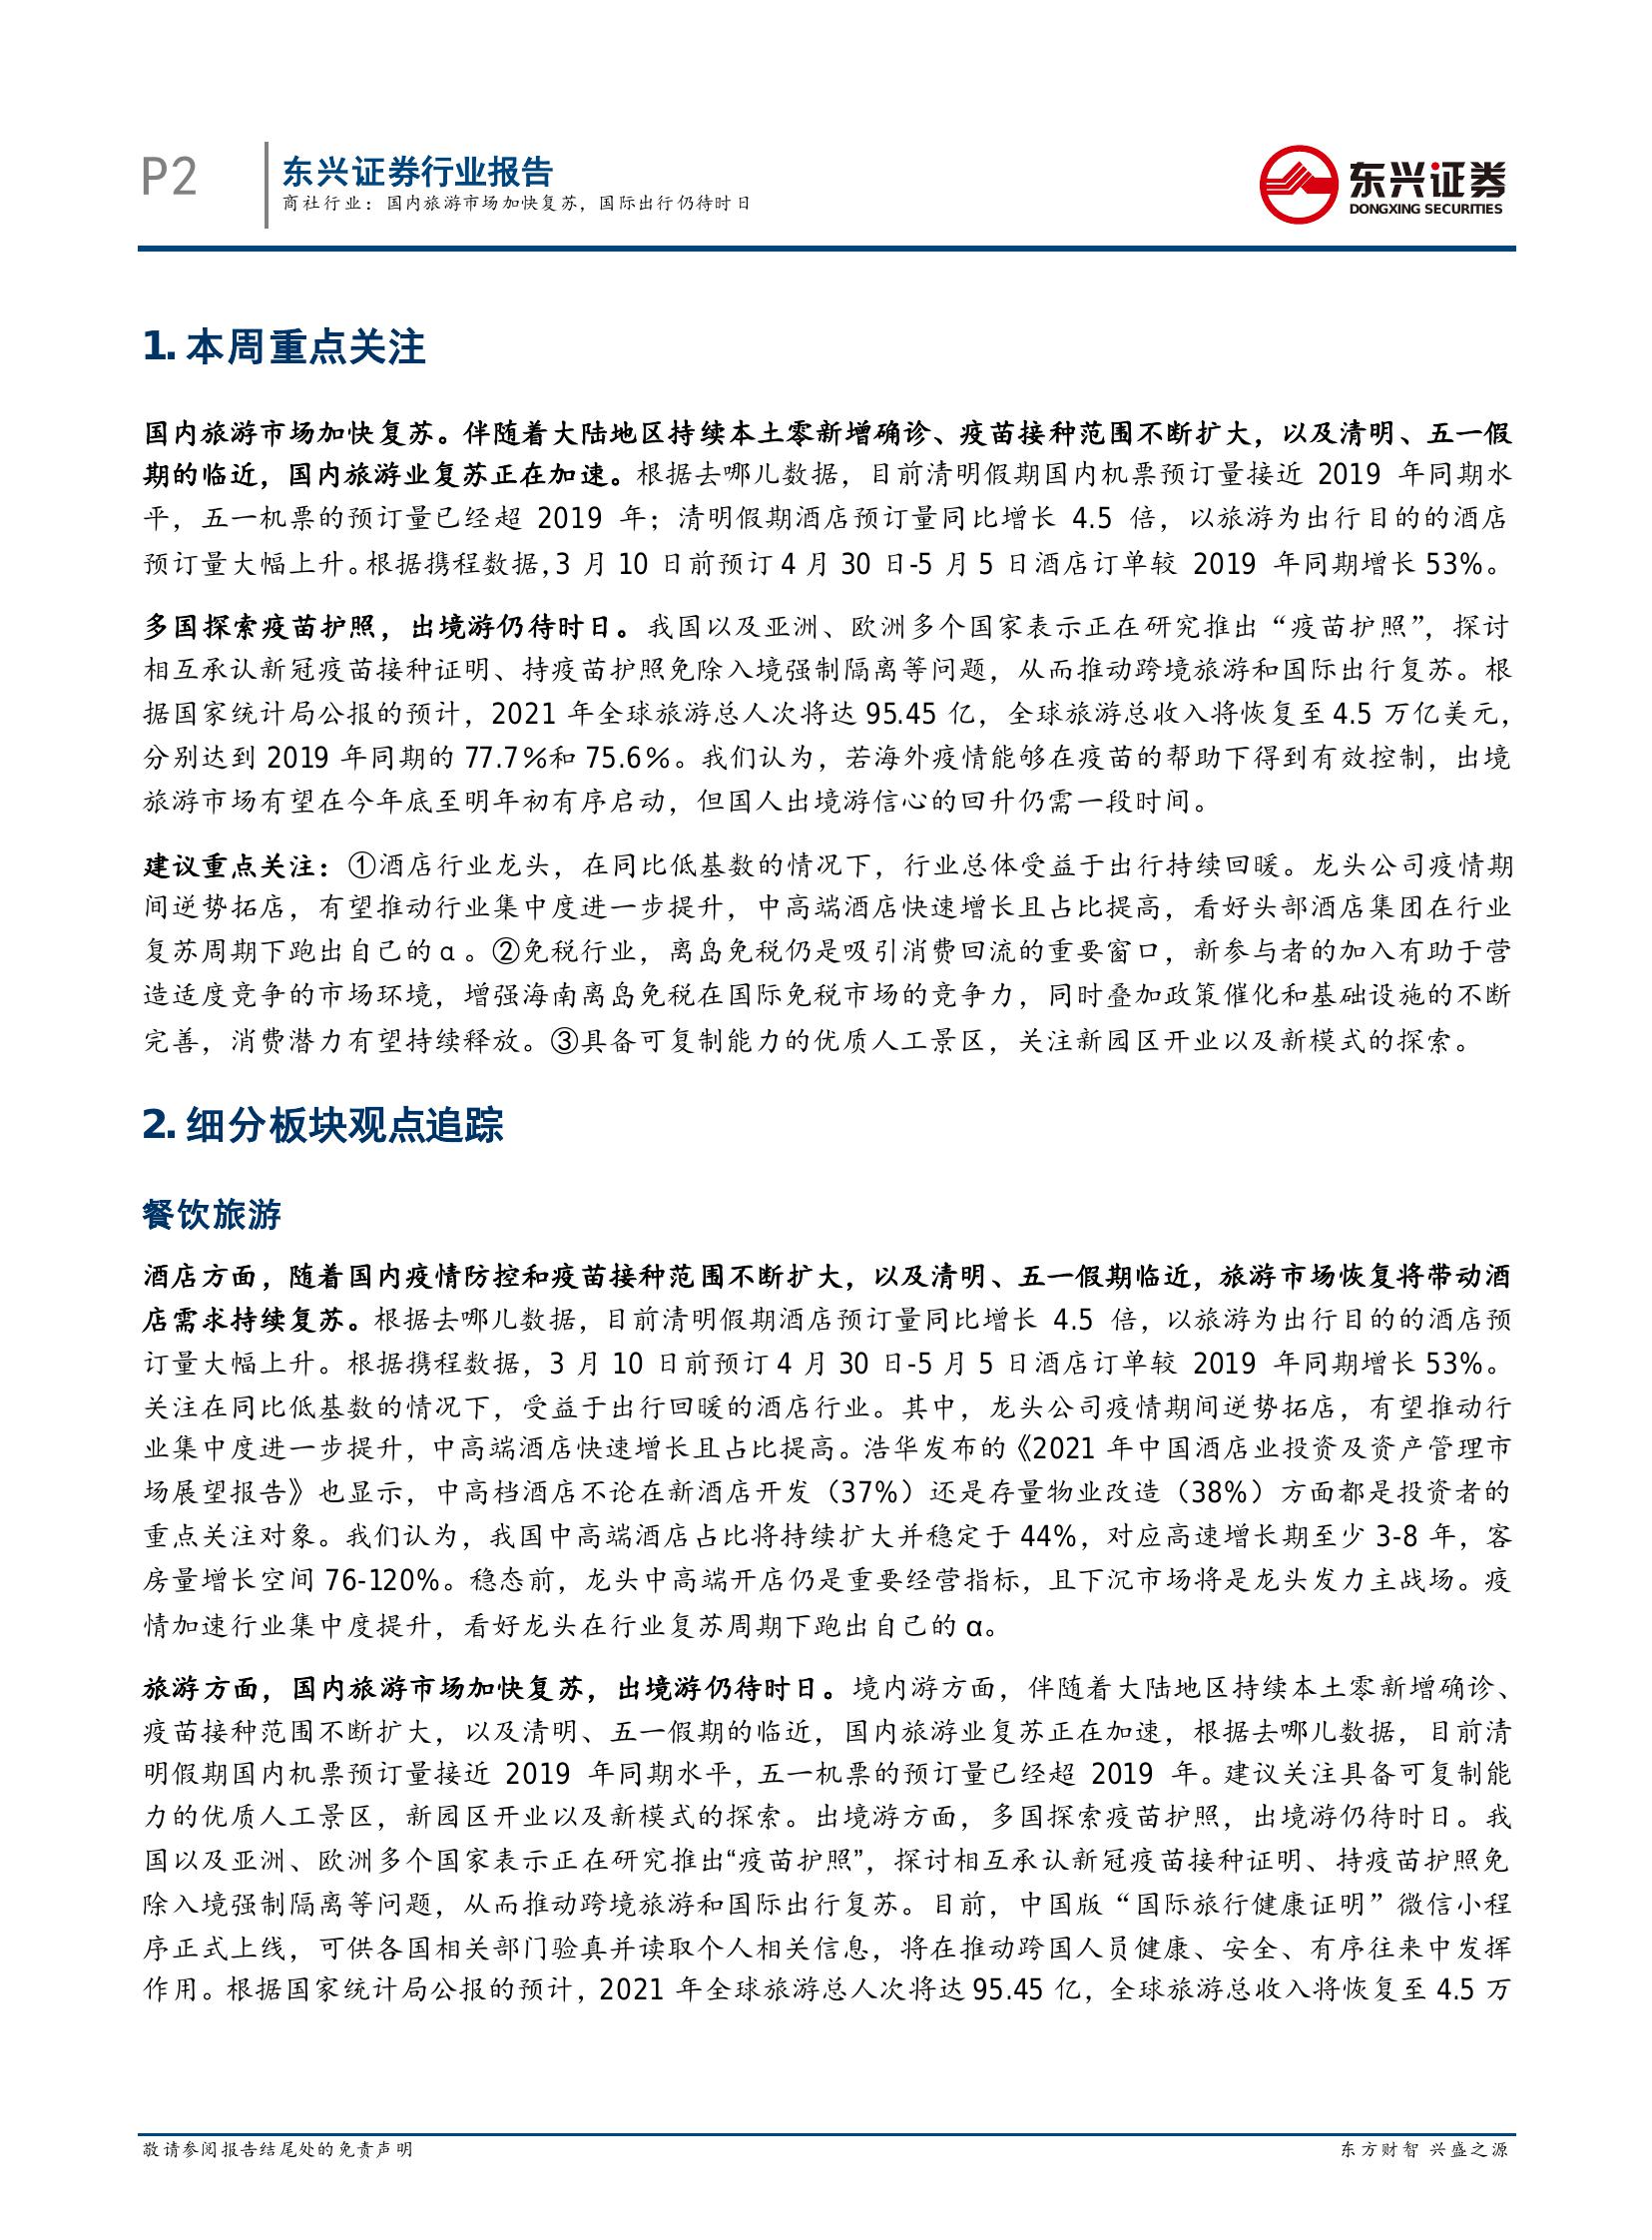 P2
东兴证券行业报告
商社行业：国内旅游市场加快复苏，国际出行仍待时日
东兴证券
DONGXING SECURITIES
1. 本周重点关注
国内旅游市场加快复苏。伴随着大陆地区持续本土零新增确诊、疫苗接种范围不断扩大，以及清明、五一假
期的临近，国内旅游业复苏正在加速。根据去哪儿数据，目前清明假期国内机票预订量接近 2019 年同期水
平，五一机票的预订量已经超 2019 年；清明假期酒店预订量同比增长 4.5 倍，以旅游为出行目的的酒店
预订量大幅上升。根据携程数据，3 月 10 日前预订 4 月 30 日-5 月 5 日酒店订单较 2019 年同期增长 53%。
多国探索疫苗护照，出境游仍待时日。我国以及亚洲、欧洲多个国家表示正在研究推出“疫苗护照”，探讨
相互承认新冠疫苗接种证明、持疫苗护照免除入境强制隔离等问题，从而推动跨境旅游和国际出行复苏。根
据国家统计局公报的预计，2021 年全球旅游总人次将达 95.45 亿，全球旅游总收入将恢复至 4.5 万亿美元，
分别达到 2019 年同期的 77.7%和 75.6%。我们认为，若海外疫情能够在疫苗的帮助下得到有效控制，出境
旅游市场有望在今年底至明年初有序启动，但国人出境游信心的回升仍需一段时间。
建议重点关注：①酒店行业龙头，在同比低基数的情况下，行业总体受益于出行持续回暖。龙头公司疫情期
间逆势拓店，有望推动行业集中度进一步提升，中高端酒店快速增长且占比提高，看好头部酒店集团在行业
复苏周期下跑出自己的 α 。②免税行业，离岛免税仍是吸引消费回流的重要窗口，新参与者的加入有助于营
造适度竞争的市场环境，增强海南离岛免税在国际免税市场的竞争力，同时叠加政策催化和基础设施的不断
完善，消费潜力有望持续释放。③具备可复制能力的优质人工景区，关注新园区开业以及新模式的探索。
2. 细分板块观点追踪
餐饮旅游
酒店方面，随着国内疫情防控和疫苗接种范围不断扩大，以及清明、五一假期临近，旅游市场恢复将带动酒
店需求持续复苏。根据去哪儿数据，目前清明假期酒店预订量同比增长 4.5 倍，以旅游为出行目的的酒店预
订量大幅上升。根据携程数据，3 月 10 日前预订 4 月 30 日-5 月 5 日酒店订单较 2019 年同期增长 53%。
关注在同比低基数的情况下，受益于出行回暖的酒店行业。其中，龙头公司疫情期间逆势拓店，有望推动行
业集中度进一步提升，中高端酒店快速增长且占比提高。浩华发布的《2021 年中国酒店业投资及资产管理市
场展望报告》也显示，中高档酒店不论在新酒店开发（37%）还是存量物业改造（38%）方面都是投资者的
重点关注对象。我们认为，我国中高端酒店占比将持续扩大并稳定于 44%，对应高速增长期至少 3-8 年，客
房量增长空间 76-120%。稳态前，龙头中高端开店仍是重要经营指标，且下沉市场将是龙头发力主战场。疫
情加速行业集中度提升，看好龙头在行业复苏周期下跑出自己的 α。
旅游方面，国内旅游市场加快复苏，出境游仍待时日。境内游方面，伴随着大陆地区持续本土零新增确诊、
疫苗接种范围不断扩大，以及清明、五一假期的临近，国内旅游业复苏正在加速，根据去哪儿数据，目前清
明假期国内机票预订量接近 2019 年同期水平，五一机票的预订量已经超 2019 年。建议关注具备可复制能
力的优质人工景区，新园区开业以及新模式的探索。出境游方面，多国探索疫苗护照，出境游仍待时日。我
国以及亚洲、欧洲多个国家表示正在研究推出“疫苗护照”，探讨相互承认新冠疫苗接种证明、持疫苗护照免
除入境强制隔离等问题，从而推动跨境旅游和国际出行复苏。目前，中国版“国际旅行健康证明”微信小程
序正式上线，可供各国相关部门验真并读取个人相关信息，将在推动跨国人员健康、安全、有序往来中发挥
作用。根据国家统计局公报的预计，2021 年全球旅游总人次将达 95.45 亿，全球旅游总收入将恢复至 4.5 万
敬请参阅报告结尾处的免责声明
东方财智 兴盛之源